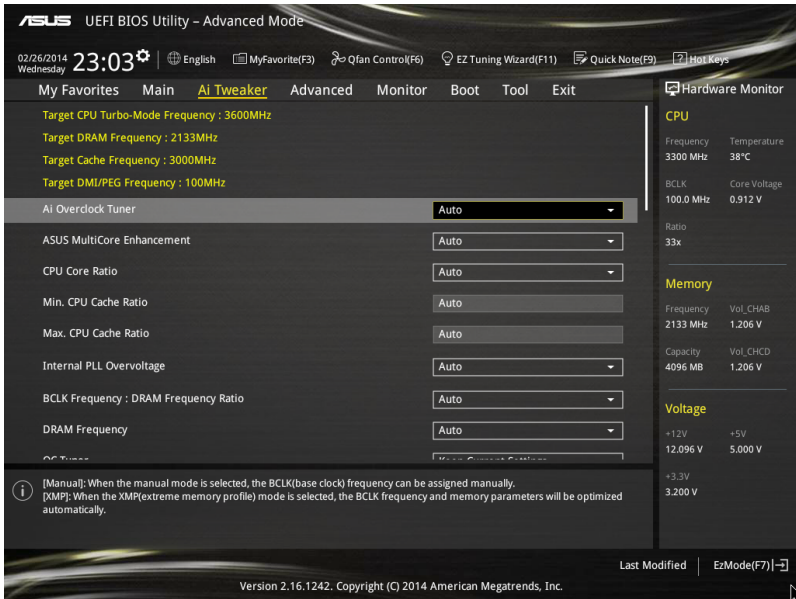 ASUS UEFI BIOS Utility – Advanced Mode
02/26/2014
Wednesday
23:03
English
MyFavorite(F3)
Qfan Control(F6)
EZ Tuning Wizard(F11)
Quick Note(F9)
? Hot Keys
My Favorites Main Ai Tweaker Advanced Monitor Boot Tool Exit
Target CPU Turbo-Mode Frequency : 3600MHz
Target DRAM Frequency : 2133MHz
Target Cache Frequency : 3000MHz
Target DMI/PEG Frequency : 100MHz
Ai Overclock Tuner Auto
ASUS MultiCore Enhancement Auto
CPU Core Ratio Auto
Min. CPU Cache Ratio Auto
Max. CPU Cache Ratio Auto
Internal PLL Overvoltage Auto
BCLK Frequency : DRAM Frequency Ratio Auto
DRAM Frequency Auto
[Manual]: When the manual mode is selected, the BCLK(base clock) frequency can be assigned manually.
[XMP]: When the XMP(extreme memory profile) mode is selected, the BCLK frequency and memory parameters will be optimized
automatically.
Hardware Monitor
CPU
Frequency Temperature
3300 MHz 38°C
BCLK Core Voltage
100.0 MHz 0.912 V
Ratio
33x
Memory
Frequency Vol_CHAB
2133 MHz 1.206 V
Capacity Vol_CHCD
4096 MB 1.206 V
Voltage
+12V +5V
12.096 V 5.000 V
+3.3V
3.200 V
Last Modified
EzMode(F7)
Version 2.16.1242. Copyright (C) 2014 American Megatrends, Inc.